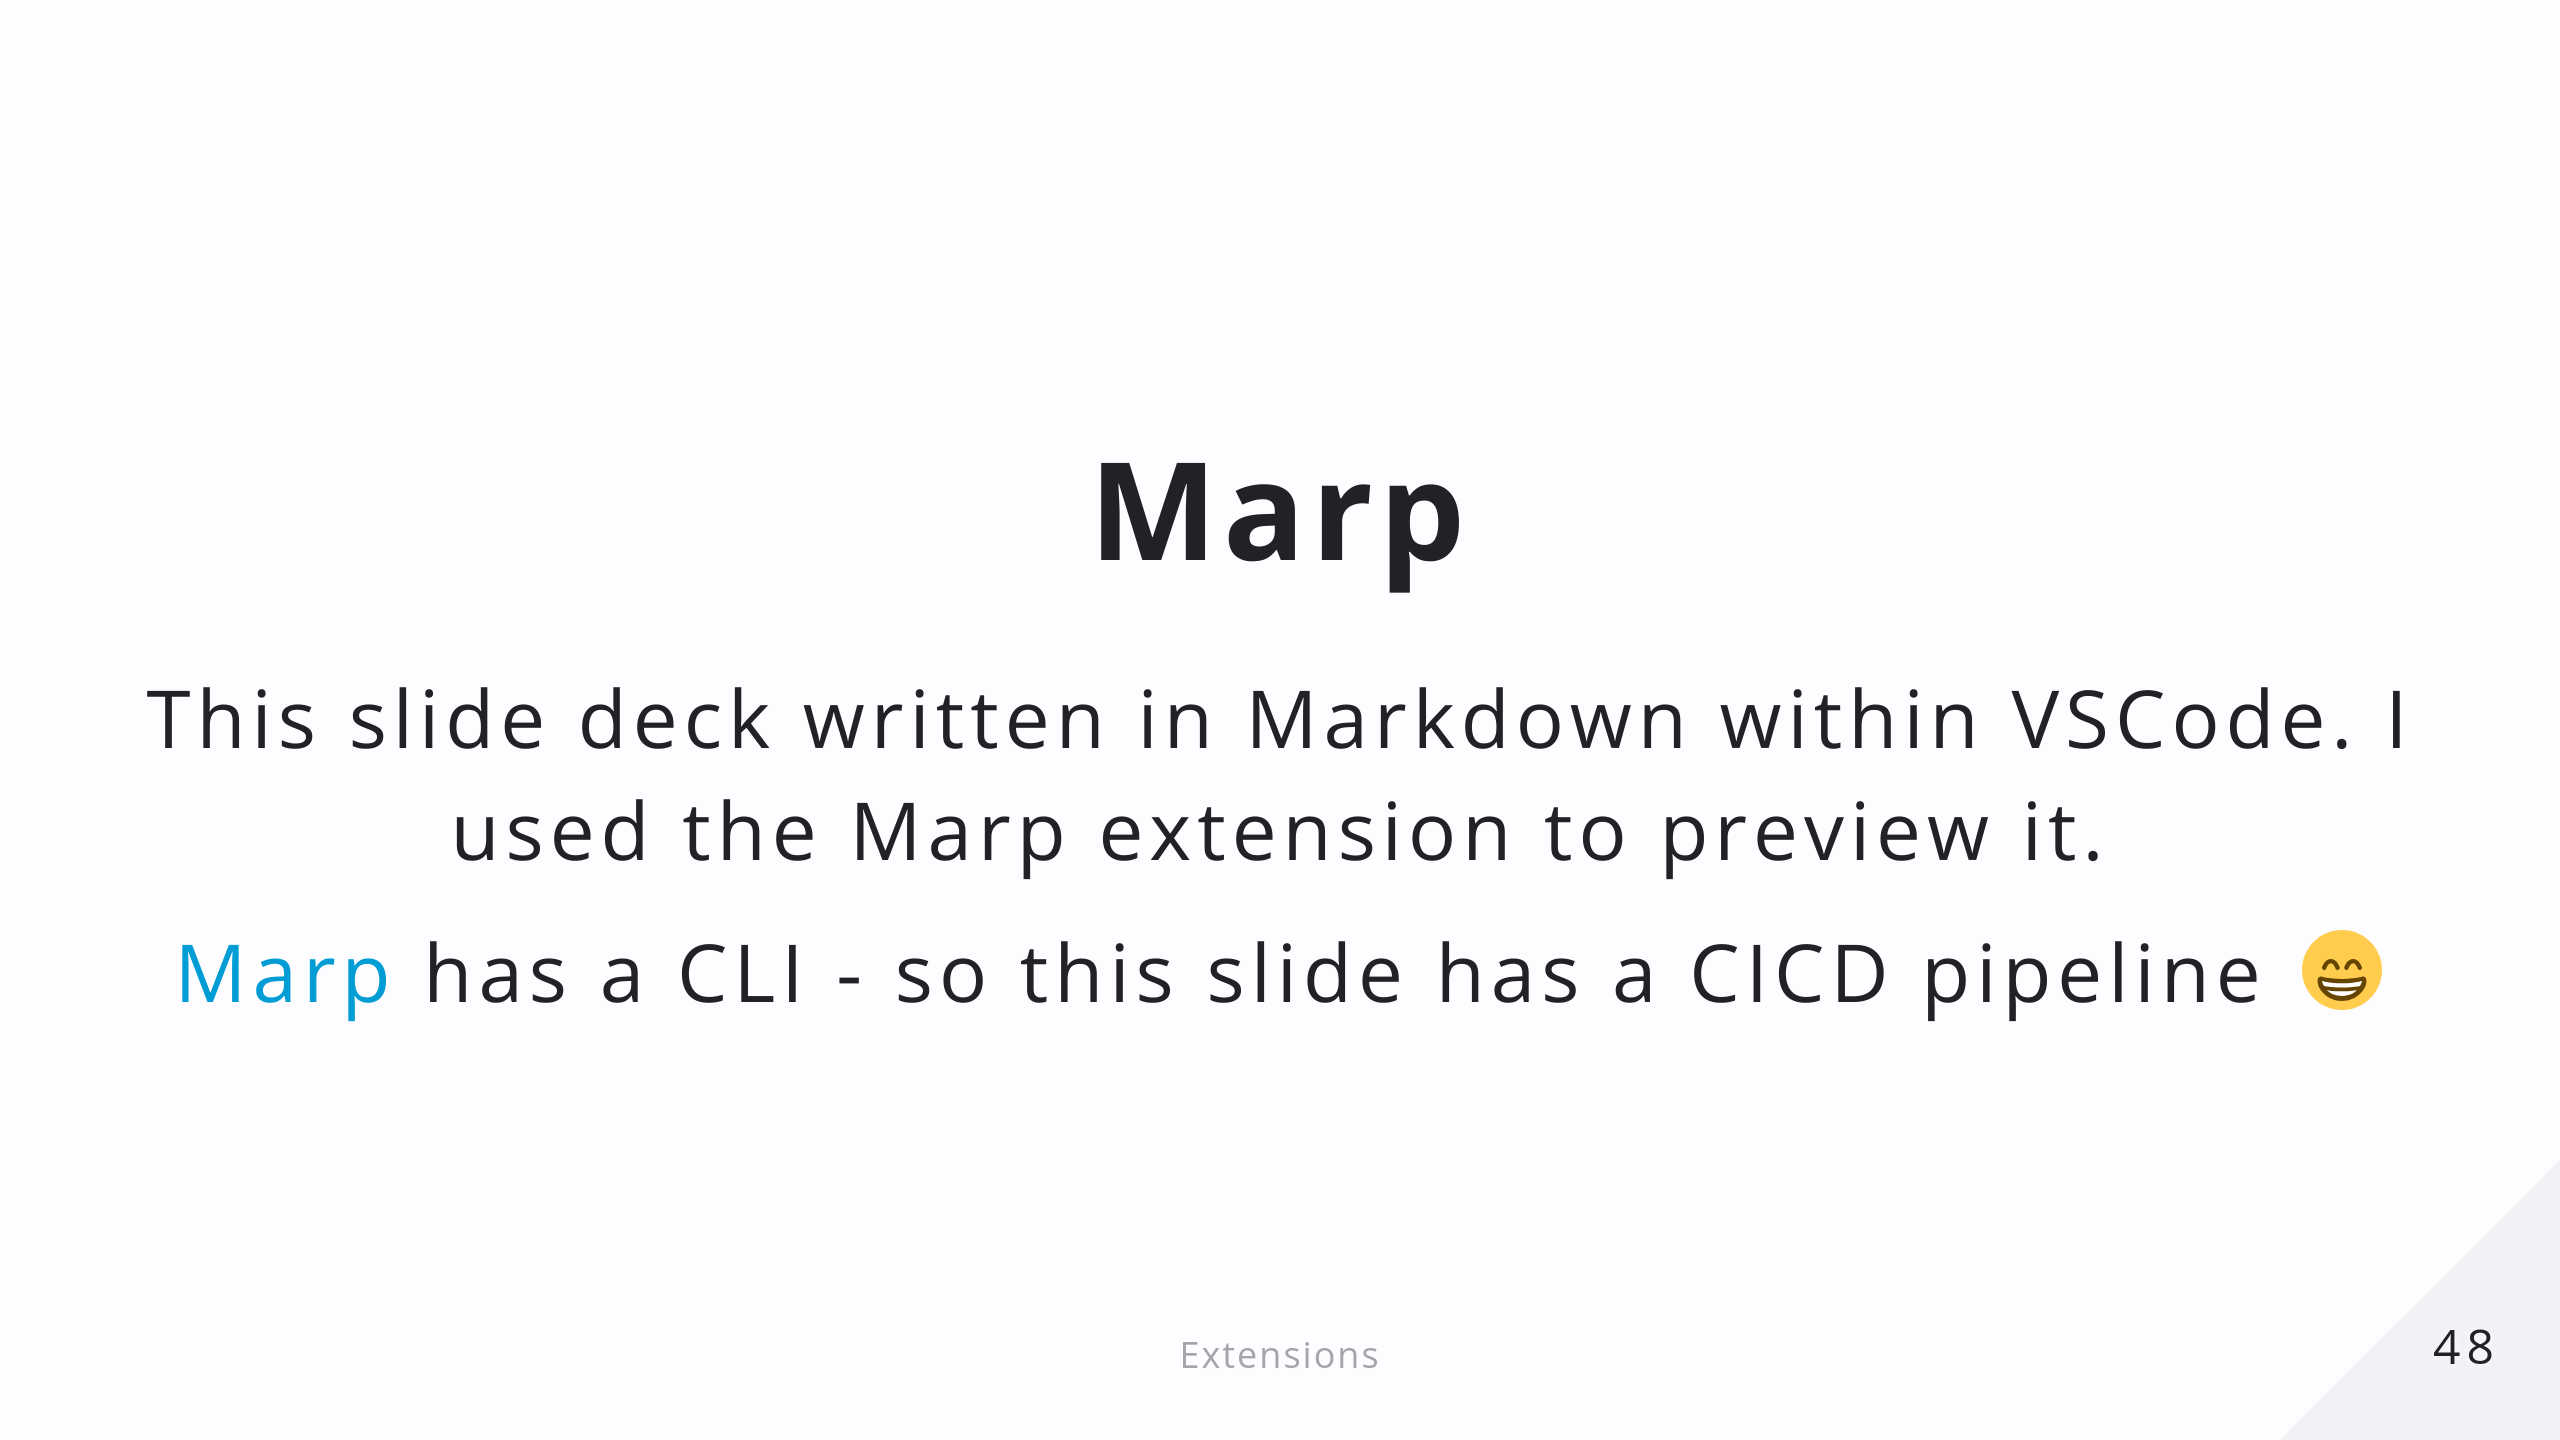 Marp
This slide deck written in Markdown within VSCode. I
used the Marp extension to preview it.
Marp has a CLI - so this slide has a CICD pipeline 😁
Extensions
48